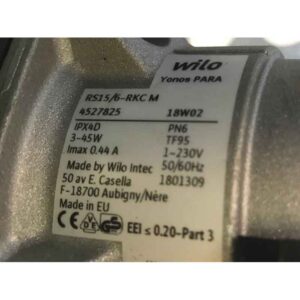 wilo
Yonos PARA
RS15/6-RKC M
4527825 18W02
IPX4D PN6
3-45W TF95
Imax 0.44 A 1~230V
Made by Wilo Intec 50/60Hz
50 av E. Casella 1801309
F-18700 Aubigny/Nère
Made in EU
EEI ≤ 0.20-Part 3